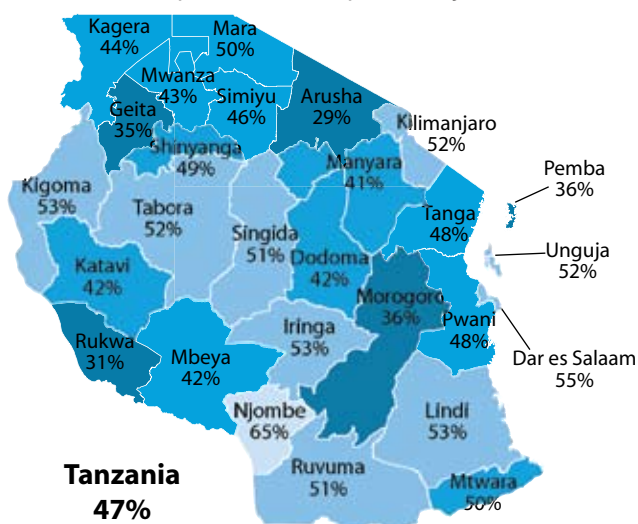 Kagera
44%
Mara
50%
Mwanza
43%
Geita
35%
Simiyu
46%
Arusha
29%
Kilimanjaro
52%
Shinyanga
49%
Manyara
41%
Pemba
36%
Kigoma
53%
Tabora
52%
Singida
51%
Tanga
48%
Unguja
52%
Katavi
42%
Dodoma
42%
Morogoro
36%
Pwani
48%
Dar es Salaam
55%
Rukwa
31%
Mbeya
42%
Iringa
53%
Njombe
65%
Lindi
53%
Ruvuma
51%
Mtwara
50%
Tanzania
47%